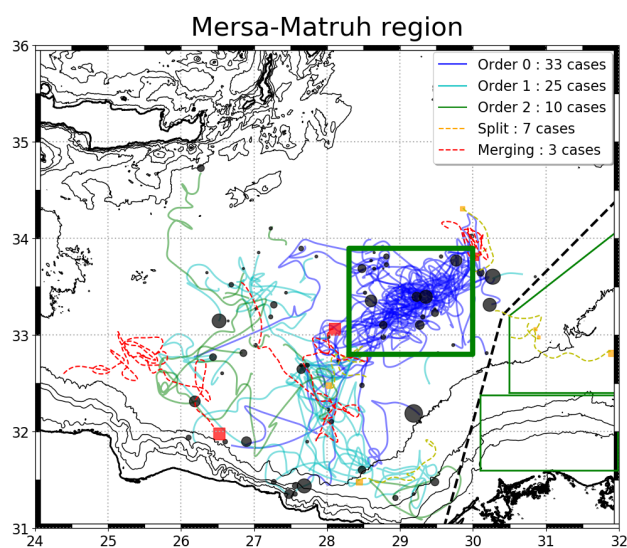 Mersa-Matruh region
Order 0 : 33 cases
Order 1 : 25 cases
Order 2 : 10 cases
Split : 7 cases
Merging : 3 cases
36
35
34
33
32
31
24 25 26 27 28 29 30 31 32